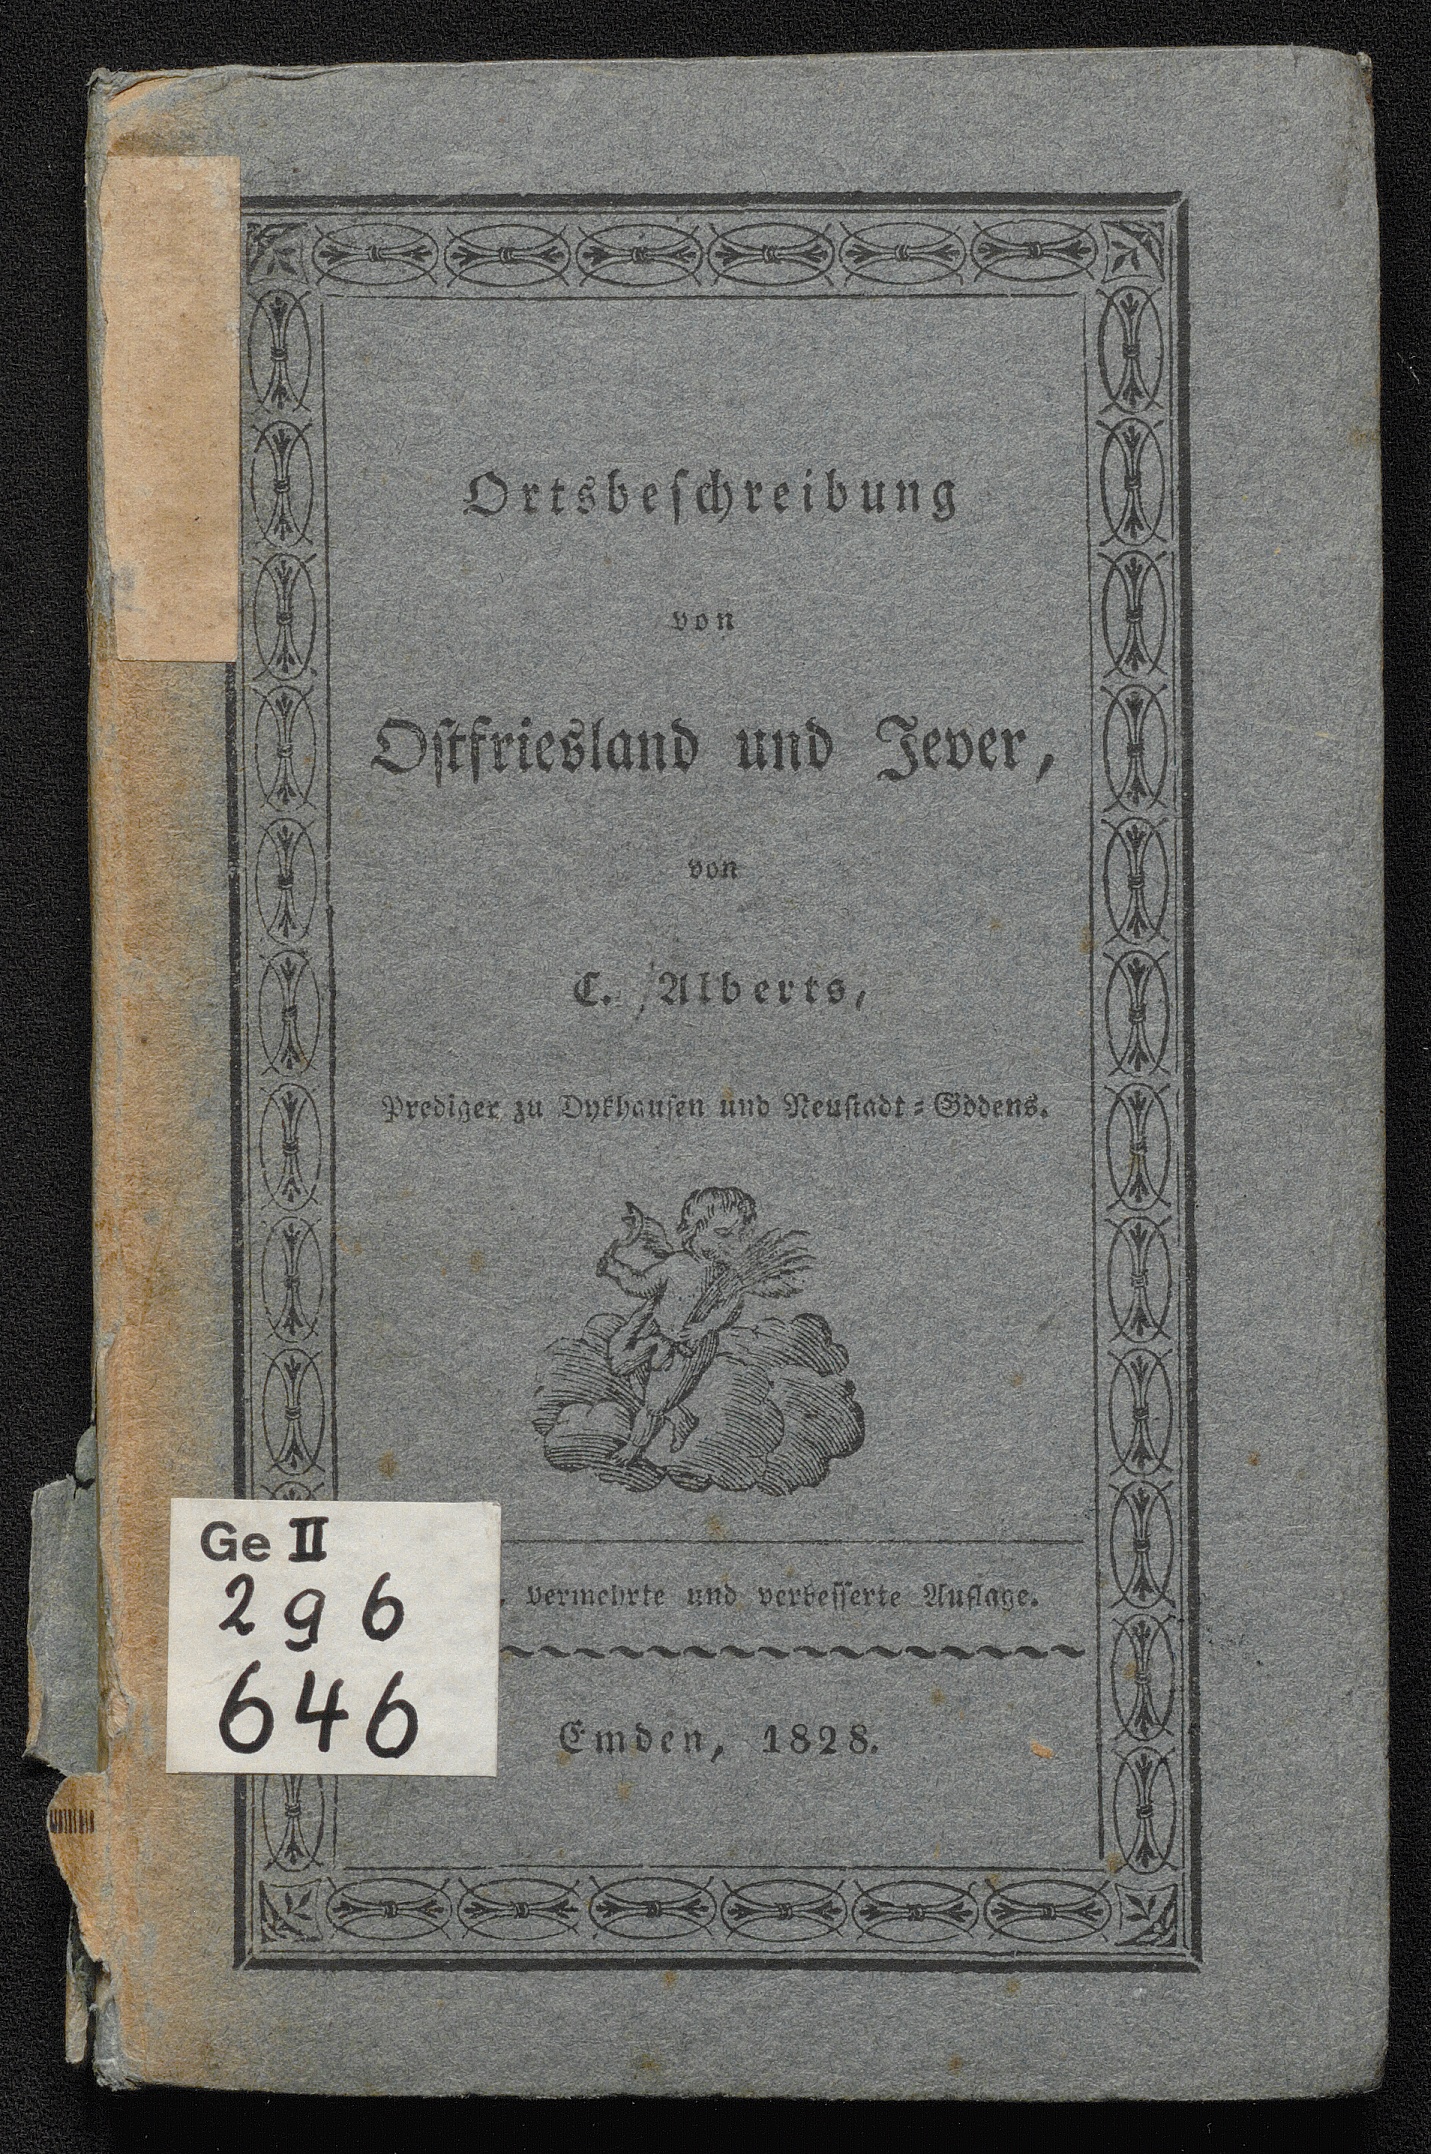 Ortsbeſchreibung
von
Oſtfriesland und Jever,
von
C. Alberts,
Prediger zu Dykhauſen und Neuſtadt⸗Gödens.
Ge II
296
646
vermehrte und verbeſſerte Auflage.
Emden, 1828.